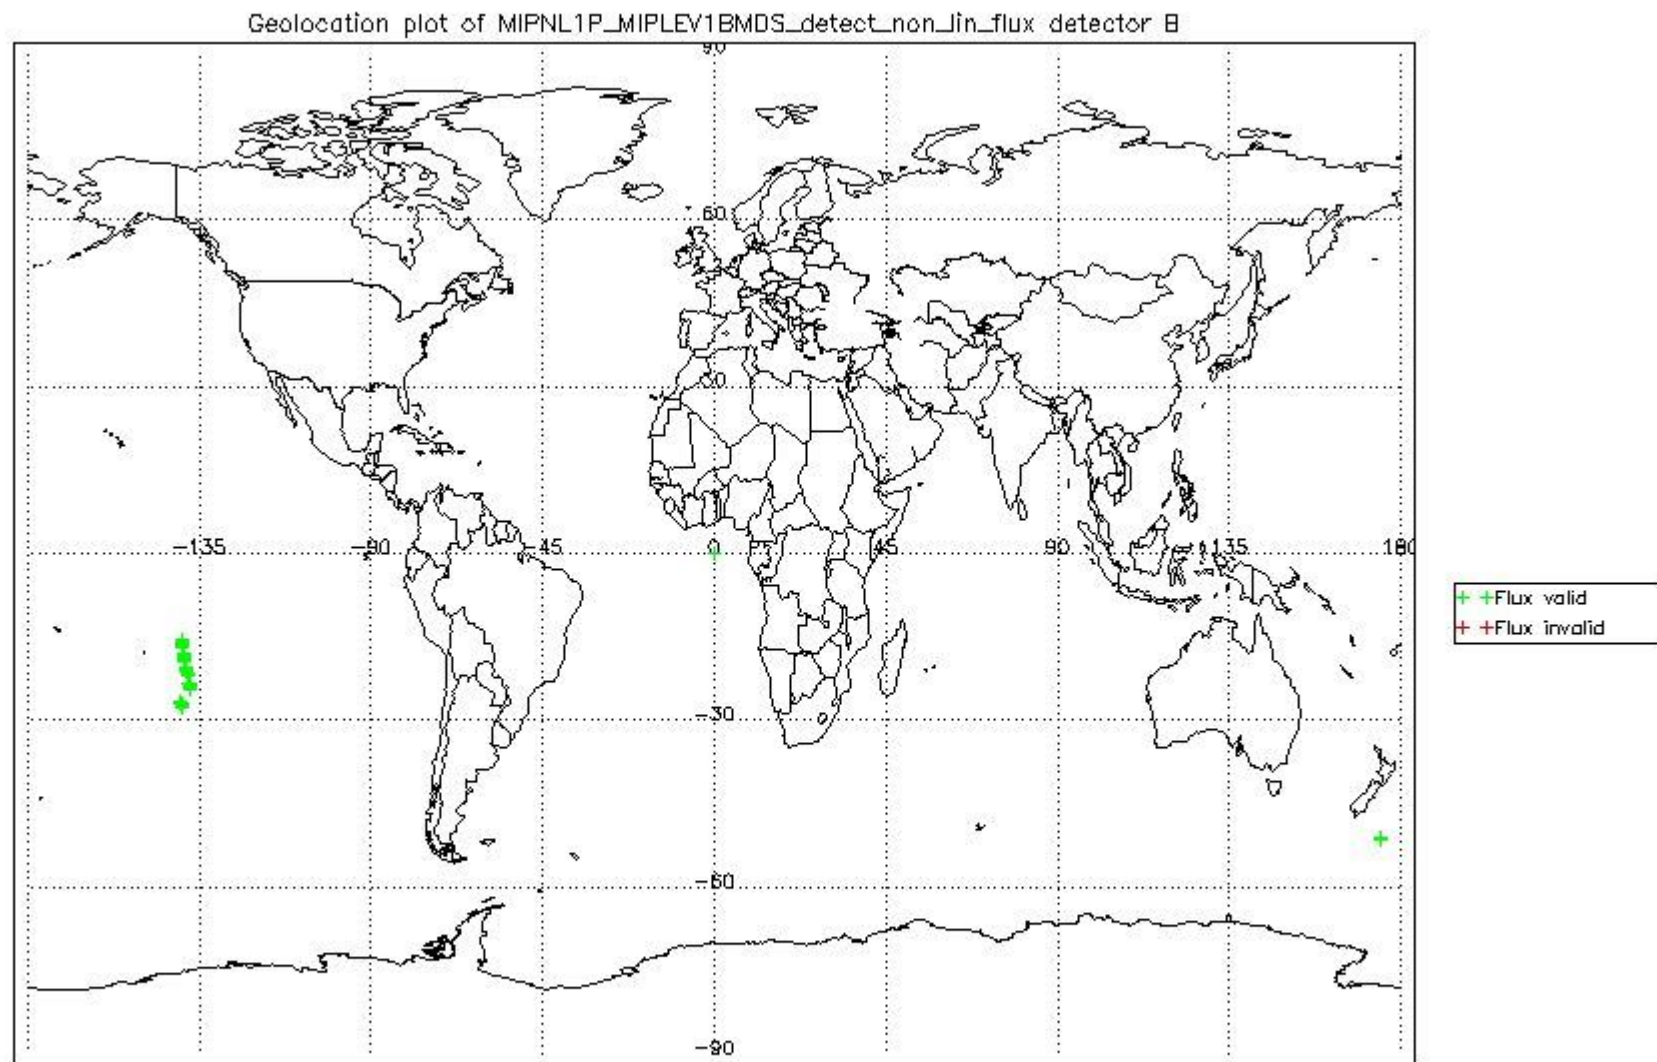 Geolocation plot of MIPNL1P_MIPLEV1BMDS_detect_non_lin_flux detector B
90
60
30
-135 -90 -45 0 45 90 135 180
-30
-60
-90
Flux valid
Flux invalid